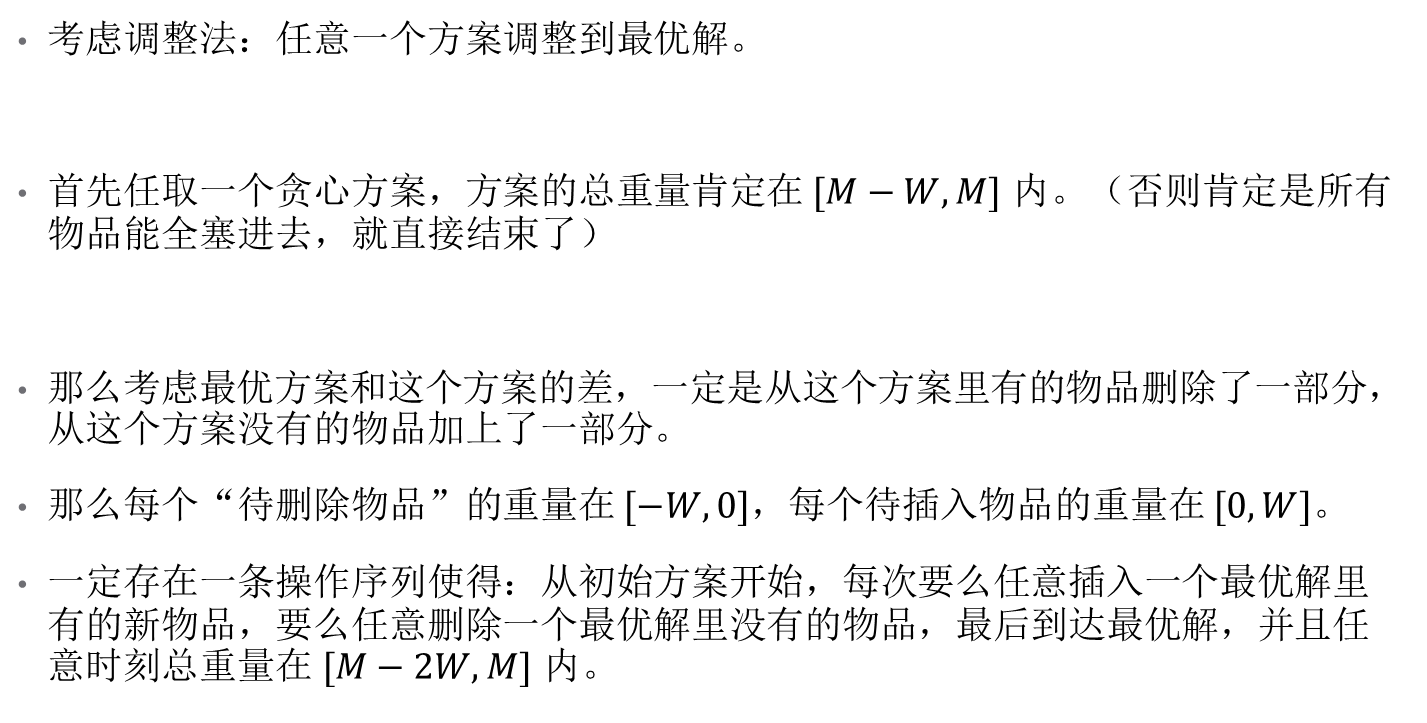 • 考虑调整法：任意一个方案调整到最优解。
• 首先任取一个贪心方案，方案的总重量肯定在 [M − W, M] 内。（否则肯定是所有
物品能全塞进去，就直接结束了）
• 那么考虑最优方案和这个方案的差，一定是从这个方案里有的物品删除了一部分，
从这个方案没有的物品加上了一部分。
• 那么每个“待删除物品”的重量在 [−W, 0]，每个待插入物品的重量在 [0, W]。
• 一定存在一条操作序列使得：从初始方案开始，每次要么任意插入一个最优解里
有的新物品，要么任意删除一个最优解里没有的物品，最后到达最优解，并且任
意时刻总重量在 [M − 2W, M] 内。